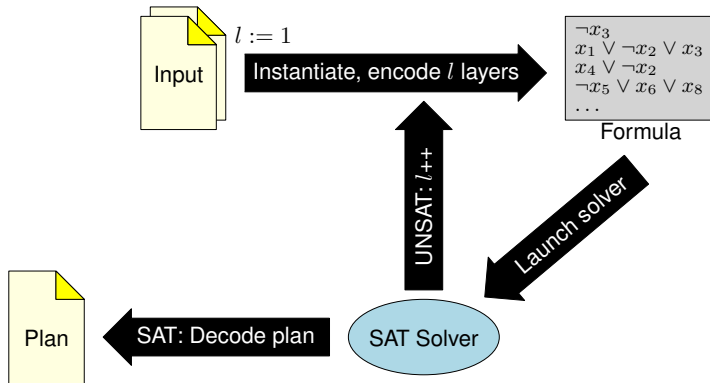 l := 1
Input
Instantiate, encode l layers
¬x₃
x₁ ∨ ¬x₂ ∨ x₃
x₄ ∨ ¬x₂
¬x₅ ∨ x₆ ∨ x₈
...
Formula
UNSAT: l++
Launch solver
Plan
SAT: Decode plan
SAT Solver